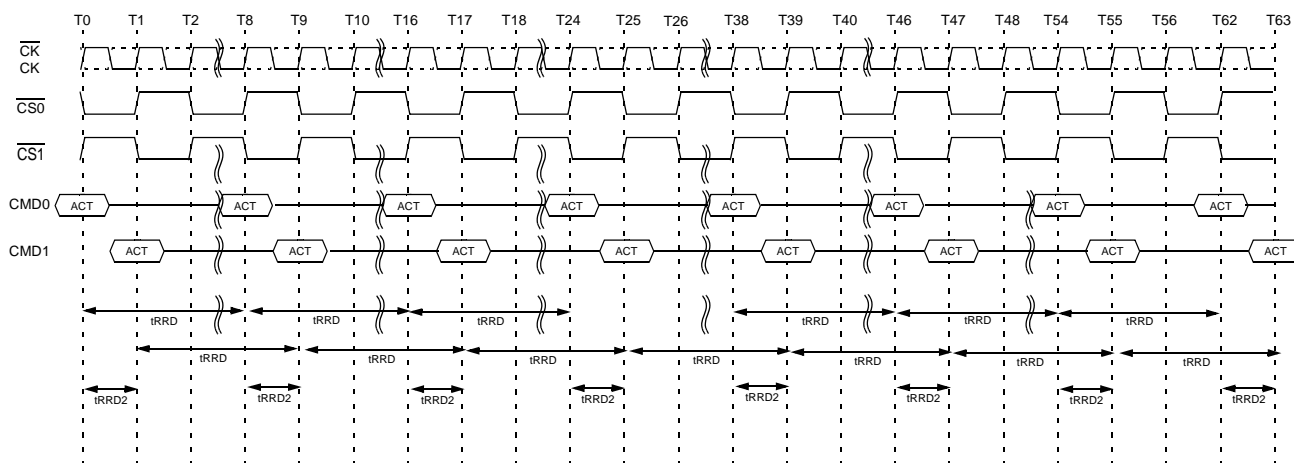 T0 T1 T2 T8 T9 T10 T16 T17 T18 T24 T25 T26 T38 T39 T40 T46 T47 T48 T54 T55 T56 T62 T63
CK
CK
CS0
CS1
CMD0 ACT ACT ACT ACT ACT ACT ACT ACT
CMD1 ACT ACT ACT ACT ACT ACT ACT ACT
tRRD tRRD tRRD tRRD tRRD tRRD
tRRD tRRD tRRD tRRD tRRD tRRD tRRD
tRRD2 tRRD2 tRRD2 tRRD2 tRRD2 tRRD2 tRRD2 tRRD2